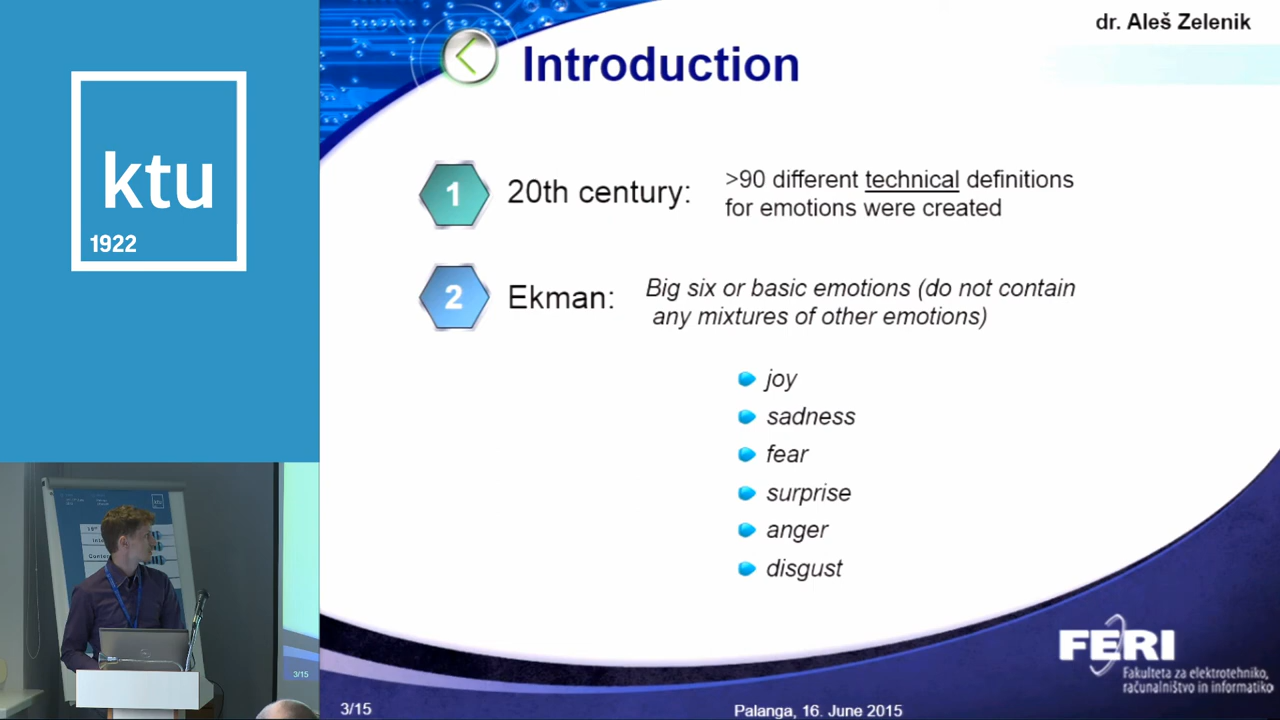 ktu
1922
dr. Aleš Zelenik
Introduction
1
20th century:
>90 different technical definitions
for emotions were created
2
Ekman:
Big six or basic emotions (do not contain
any mixtures of other emotions)
joy
sadness
fear
surprise
anger
disgust
FERI
Fakulteta za elektrotehniko,
računalništvo in informatiko
3/15
Palanga, 16. June 2015
3/15